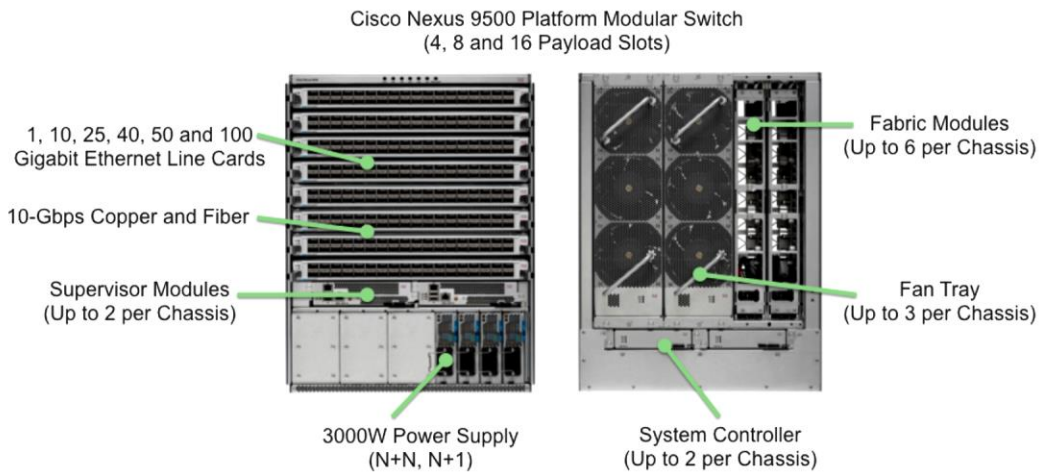 Cisco Nexus 9500 Platform Modular Switch
(4, 8 and 16 Payload Slots)
1, 10, 25, 40, 50 and 100
Gigabit Ethernet Line Cards
10-Gbps Copper and Fiber
Supervisor Modules
(Up to 2 per Chassis)
3000W Power Supply
(N+N, N+1)
Fabric Modules
(Up to 6 per Chassis)
Fan Tray
(Up to 3 per Chassis)
System Controller
(Up to 2 per Chassis)